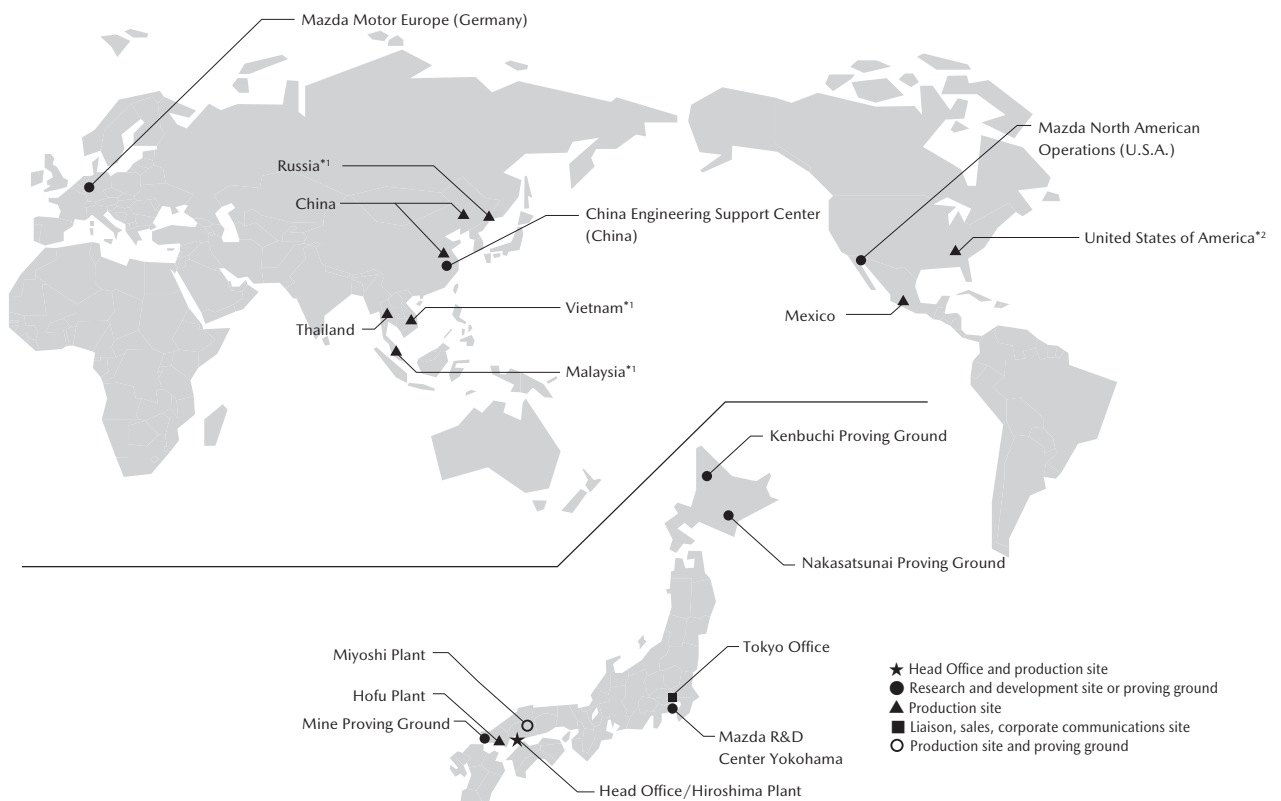 Mazda Motor Europe (Germany)
Mazda North American
Operations (U.S.A.)
Russia*1
China
China Engineering Support Center
(China)
United States of America*2
Vietnam*1
Mexico
Thailand
Malaysia*1
Kenbuchi Proving Ground
Nakasatsunai Proving Ground
Tokyo Office
Miyoshi Plant
Hofu Plant
Mine Proving Ground
Mazda R&D
Center Yokohama
Head Office/Hiroshima Plant
Head Office and production site
Research and development site or proving ground
Production site
Liaison, sales, corporate communications site
Production site and proving ground